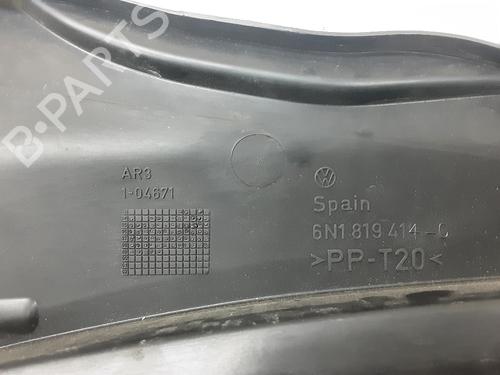 B-PARTS
AR3
1-04671
Spain
6N1 819 414-C
>PP-T20<